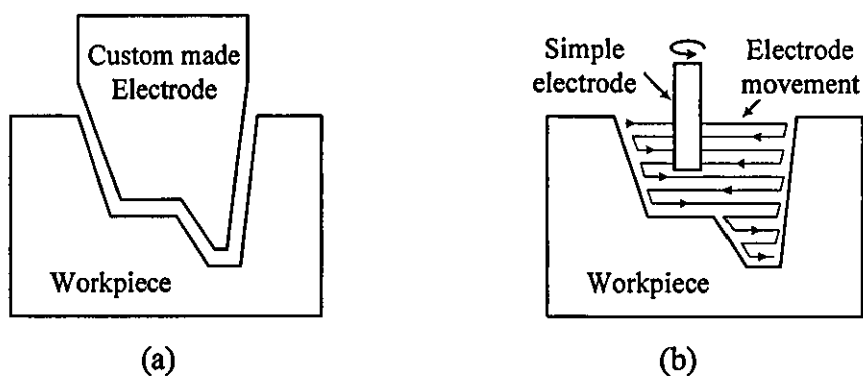 Custom made
Electrode
Workpiece
(a)
Simple
electrode
Electrode
movement
Workpiece
(b)